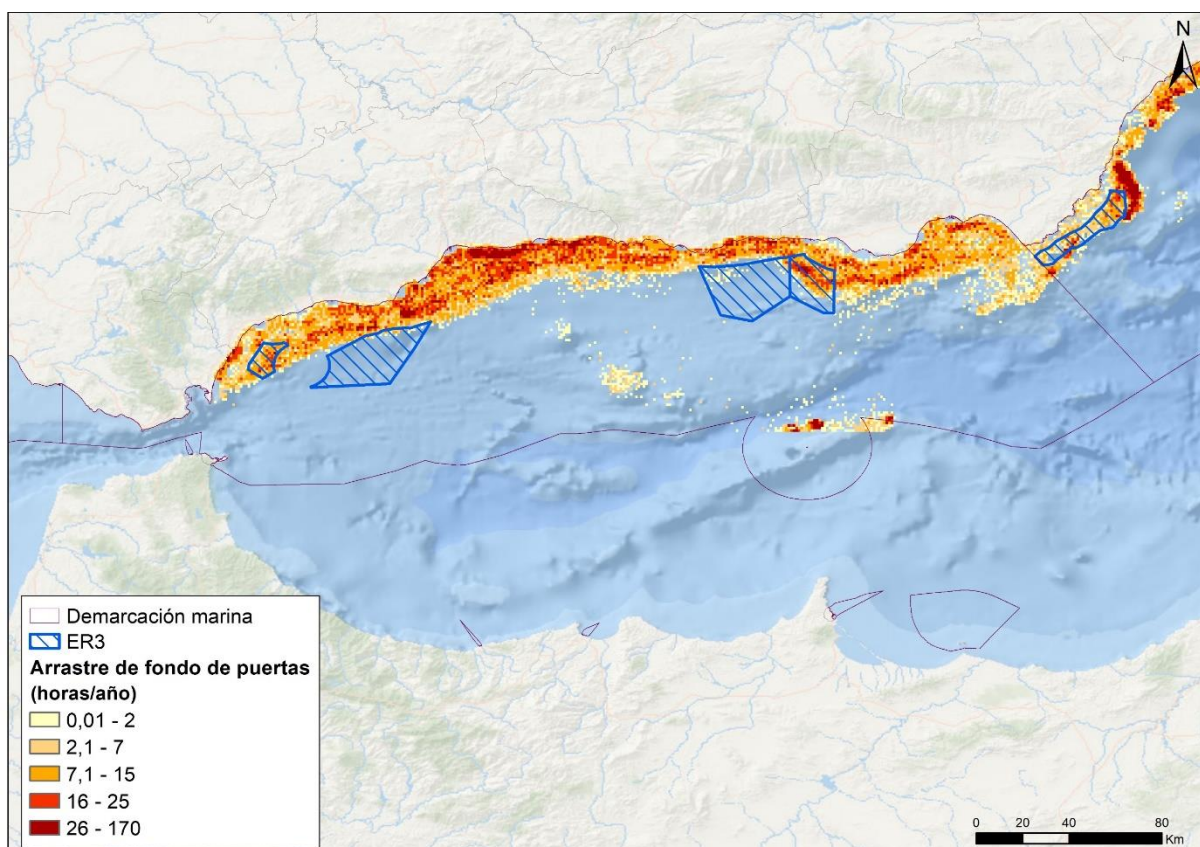 N
Demarcación marina
ER3
Arrastre de fondo de puertas
(horas/año)
0,01 - 2
2,1 - 7
7,1 - 15
16 - 25
26 - 170
0 20 40 80
Km